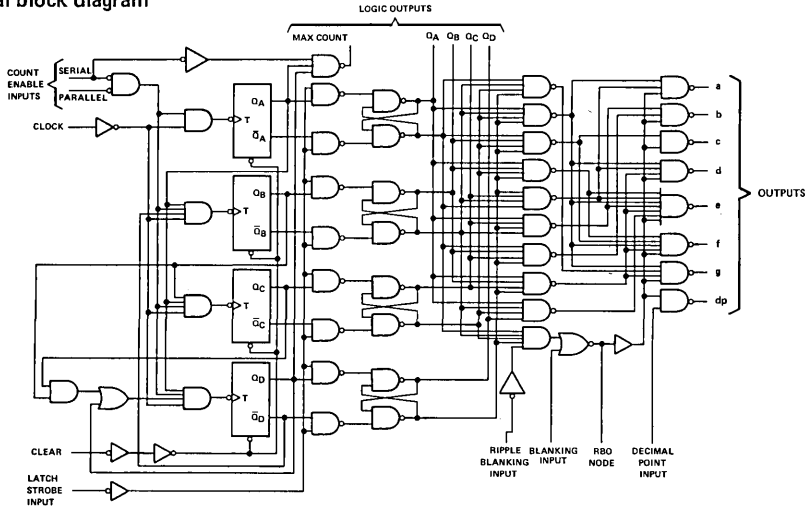 al block diagram
LOGIC OUTPUTS
MAX COUNT
QA QB QC QD
COUNT
ENABLE
INPUTS
SERIAL
PARALLEL
CLOCK
QA
T
Q̅A
QB
T
Q̅B
QC
T
Q̅C
QD
T
Q̅D
CLEAR
LATCH
STROBE
INPUT
RIPPLE
BLANKING
INPUT
BLANKING
INPUT
RBO
NODE
DECIMAL
POINT
INPUT
a
b
c
d
e
f
g
dp
OUTPUTS